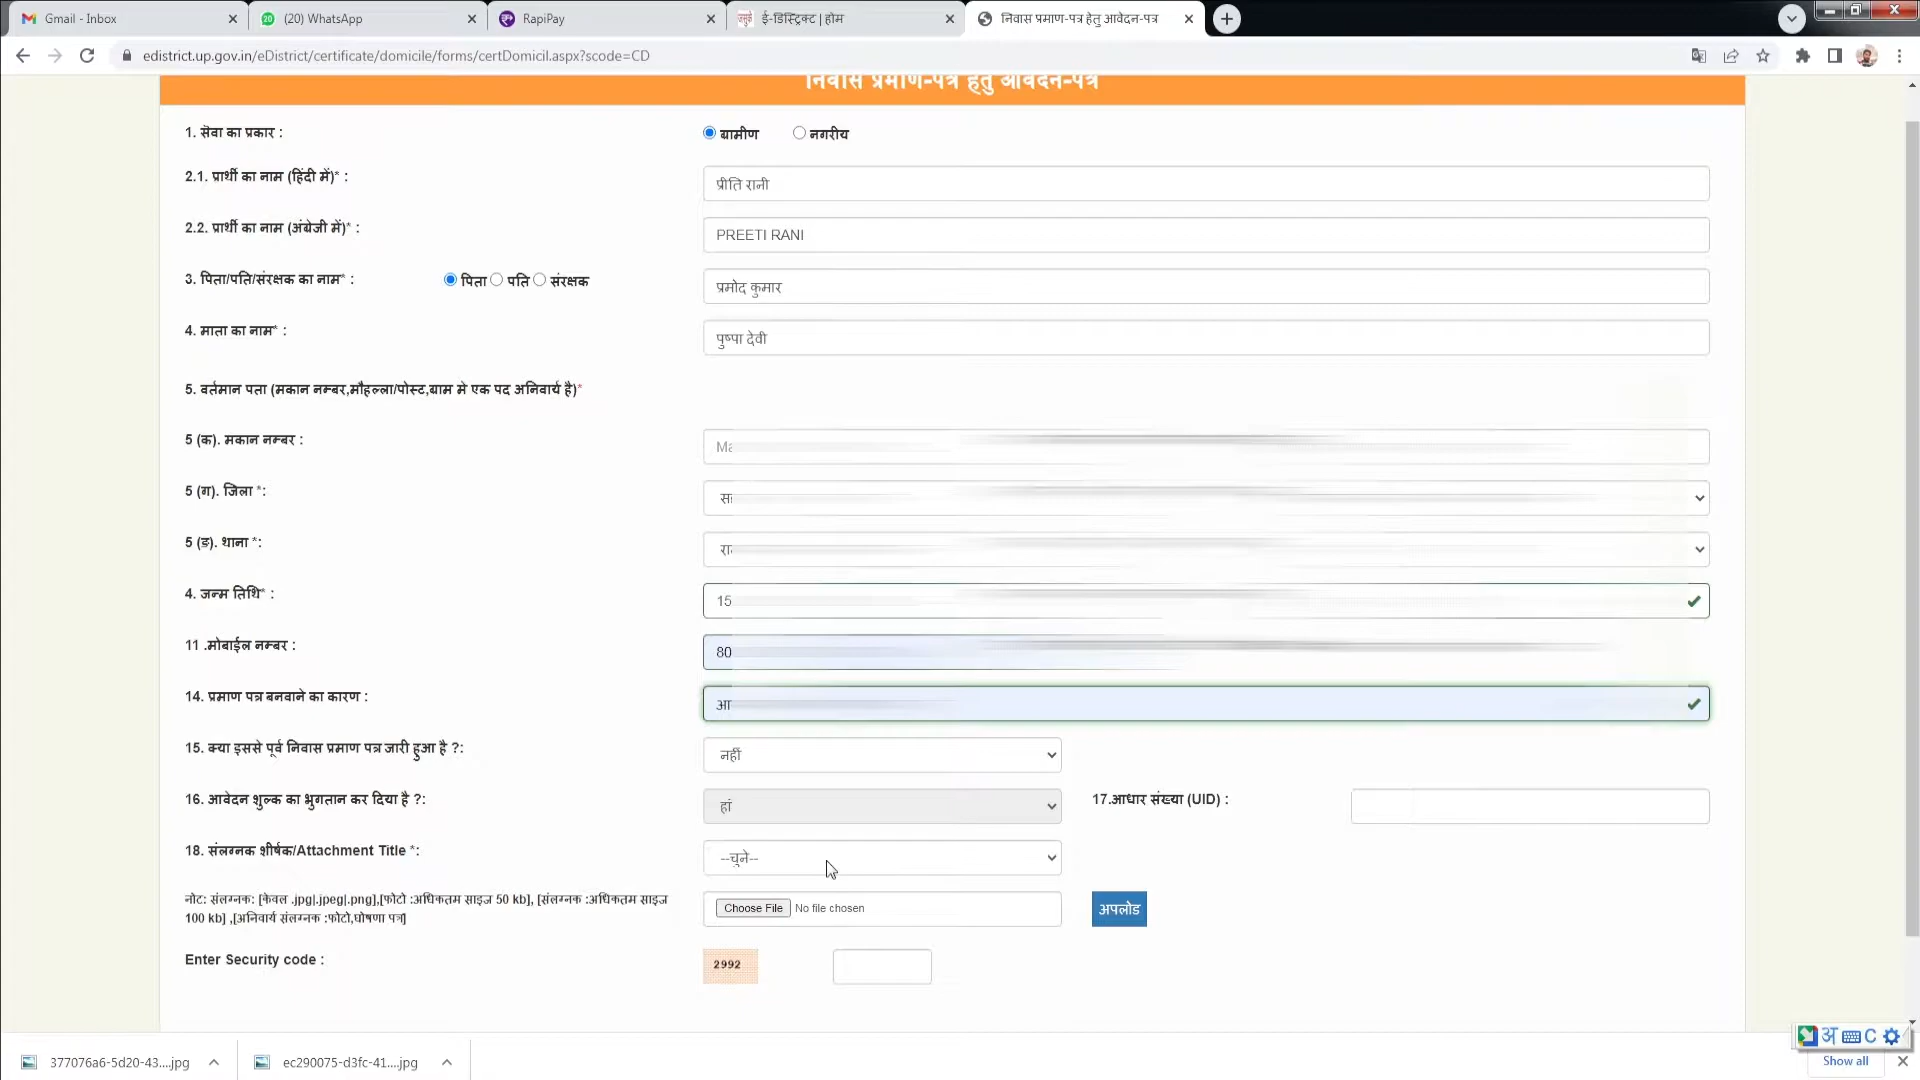 Gmail - Inbox
(20) WhatsApp
RapiPay
ई-डिस्ट्रिक्ट | होम
निवास प्रमाण-पत्र हेतु आवेदन-पत्र
edistrict.up.gov.in/eDistrict/certificate/domicile/forms/certDomicil.aspx?scode=CD
निवास प्रमाण-पत्र हेतु आवेदन-पत्र
1. सेवा का प्रकार :
ग्रामीण नगरीय
2.1. प्रार्थी का नाम (हिंदी में)* :
प्रीति रानी
2.2. प्रार्थी का नाम (अंग्रेजी में)* :
PREETI RANI
3. पिता/पति/संरक्षक का नाम* :
पिता पति संरक्षक
प्रमोद कुमार
4. माता का नाम* :
पुष्पा देवी
5. वर्तमान पता (मकान नम्बर,मौहल्ला/पोस्ट,ग्राम मे एक पद अनिवार्य है)*
5 (क). मकान नम्बर :
5 (ग). जिला *:
5 (ङ). थाना *:
4. जन्म तिथि* :
15
11 .मोबाईल नम्बर :
80
14. प्रमाण पत्र बनवाने का कारण :
15. क्या इससे पूर्व निवास प्रमाण पत्र जारी हुआ है ?:
नहीं
16. आवेदन शुल्क का भुगतान कर दिया है ?:
हां
17.आधार संख्या (UID) :
18. संलग्नक शीर्षक/Attachment Title *:
--चुने--
नोट: संलग्नक: [केवल .jpg|.jpeg|.png],[फोटो :अधिकतम साइज 50 kb], [संलग्नक :अधिकतम साइज
100 kb] ,[अनिवार्य संलग्नक :फोटो,घोषणा पत्र]
Choose File No file chosen
अपलोड
Enter Security code :
2992
अ C
377076a6-5d20-43....jpg
ec290075-d3fc-41....jpg
Show all